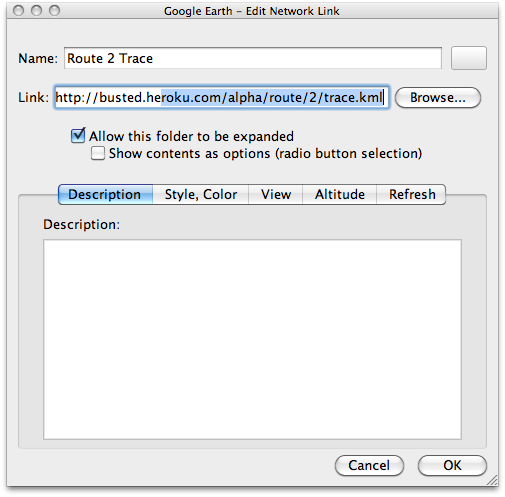 Google Earth – Edit Network Link
Name: Route 2 Trace
Link: http://busted.heroku.com/alpha/route/2/trace.kml Browse...
Allow this folder to be expanded
Show contents as options (radio button selection)
Description Style, Color View Altitude Refresh
Description:
Cancel OK